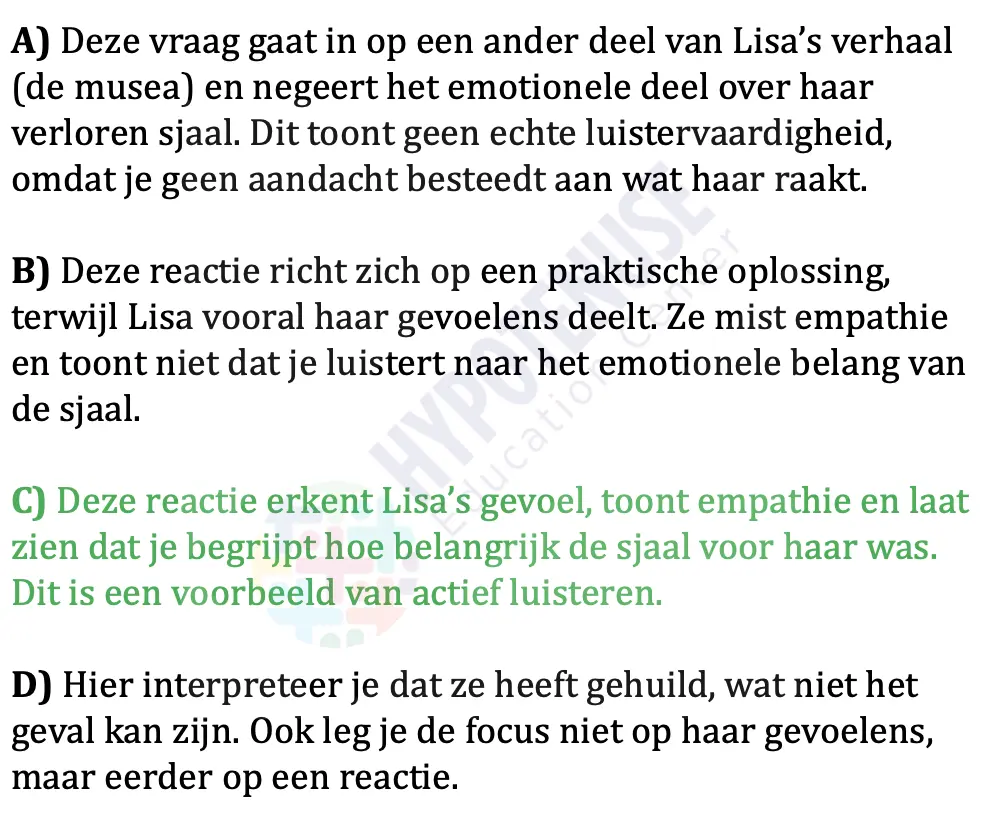 A) Deze vraag gaat in op een ander deel van Lisa’s verhaal
(de musea) en negeert het emotionele deel over haar
verloren sjaal. Dit toont geen echte luistervaardigheid,
omdat je geen aandacht besteedt aan wat haar raakt.
B) Deze reactie richt zich op een praktische oplossing,
terwijl Lisa vooral haar gevoelens deelt. Ze mist empathie
en toont niet dat je luistert naar het emotionele belang van
de sjaal.
C) Deze reactie erkent Lisa’s gevoel, toont empathie en laat
zien dat je begrijpt hoe belangrijk de sjaal voor haar was.
Dit is een voorbeeld van actief luisteren.
D) Hier interpreteer je dat ze heeft gehuild, wat niet het
geval kan zijn. Ook leg je de focus niet op haar gevoelens,
maar eerder op een reactie.
HYPOTENUSE
Education Center